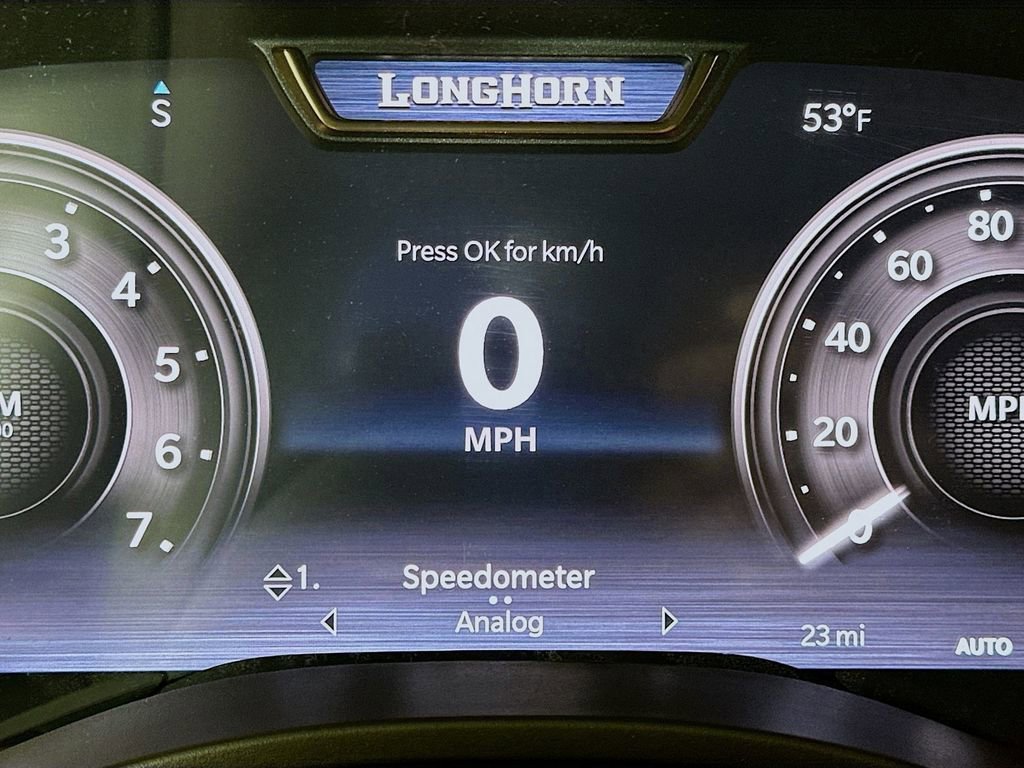 LONGHORN
S
53°F
3
4
5
6
7
Press OK for km/h
0
MPH
80
60
40
20
0
1. Speedometer
Analog
23 mi
AUTO